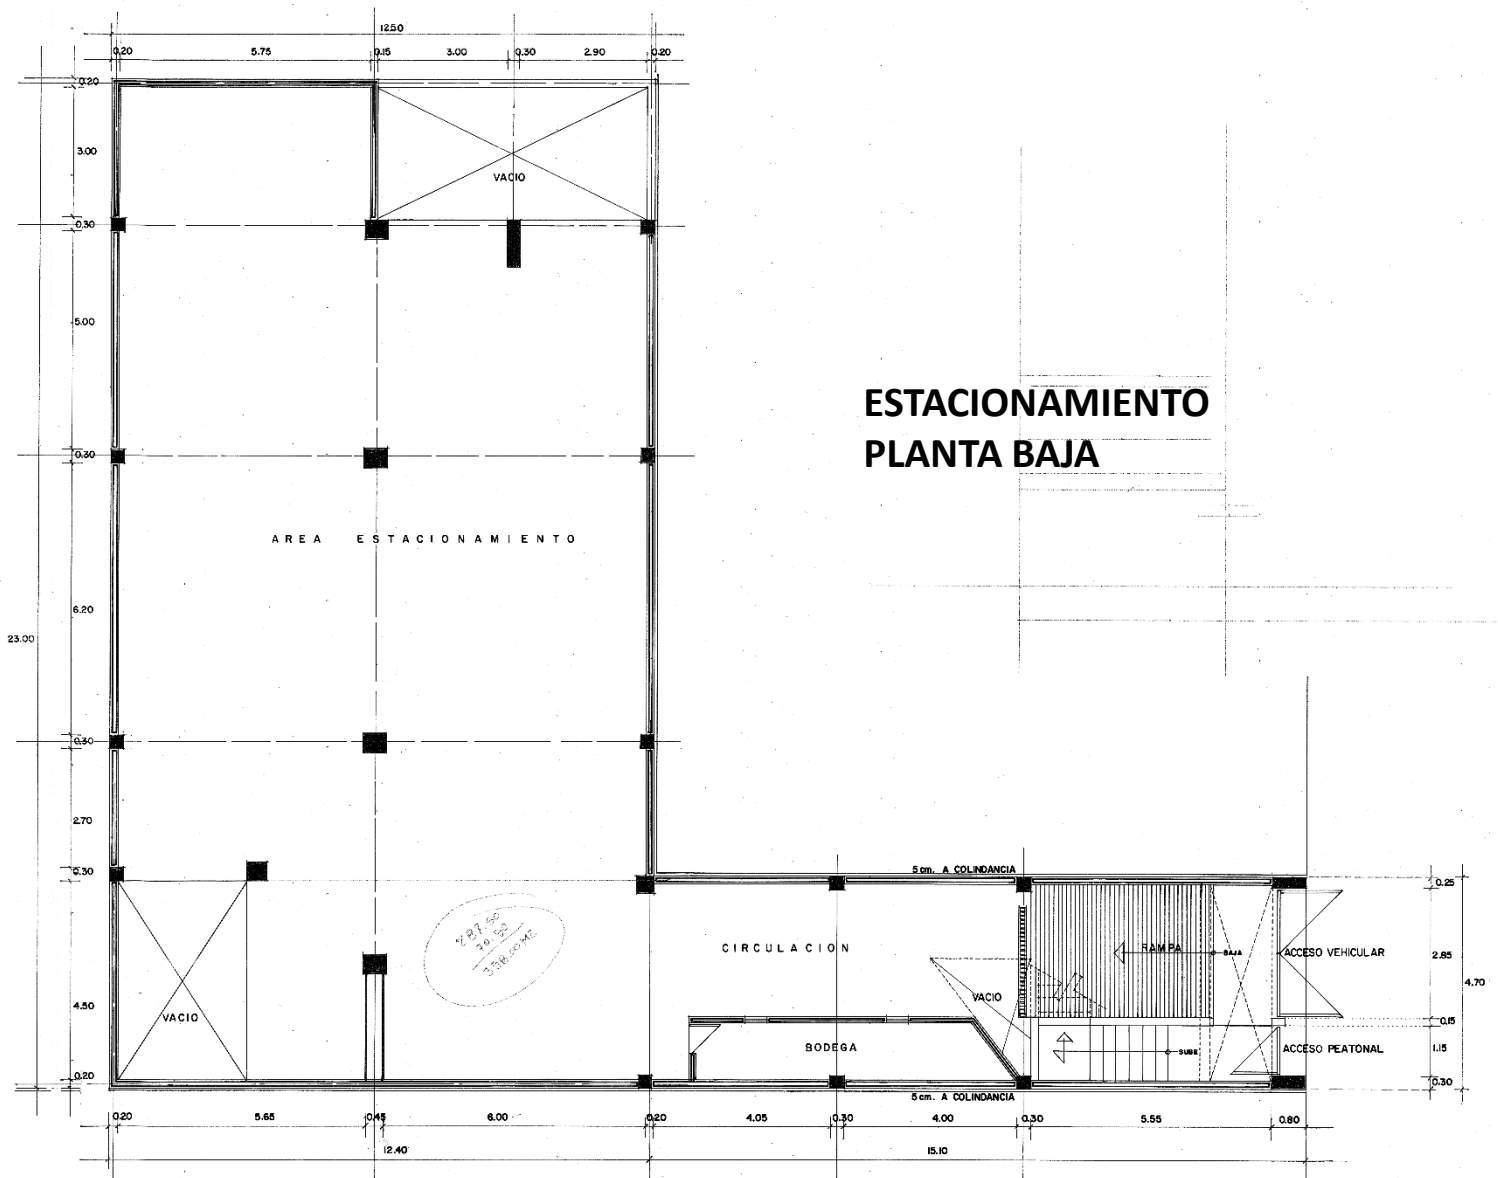 12.50
0.20 5.75 0.15 3.00 0.30 2.90 0.20
0.20
3.00
VACIO
0.30
5.00
ESTACIONAMIENTO
PLANTA BAJA
0.30
AREA ESTACIONAMIENTO
6.20
23.00
0.30
2.70
0.30
5 cm. A COLINDANCIA
0.25
287.50
358.00 M2
CIRCULACION
RAMPA
BAJA
ACCESO VEHICULAR
2.85
4.70
VACIO
4.50
VACIO
0.15
BODEGA
SUBE
ACCESO PEATONAL
1.15
0.20
0.30
5 cm. A COLINDANCIA
0.20 5.65 0.45 6.00 0.20 4.05 0.30 4.00 0.30 5.55 0.80
12.40 15.10